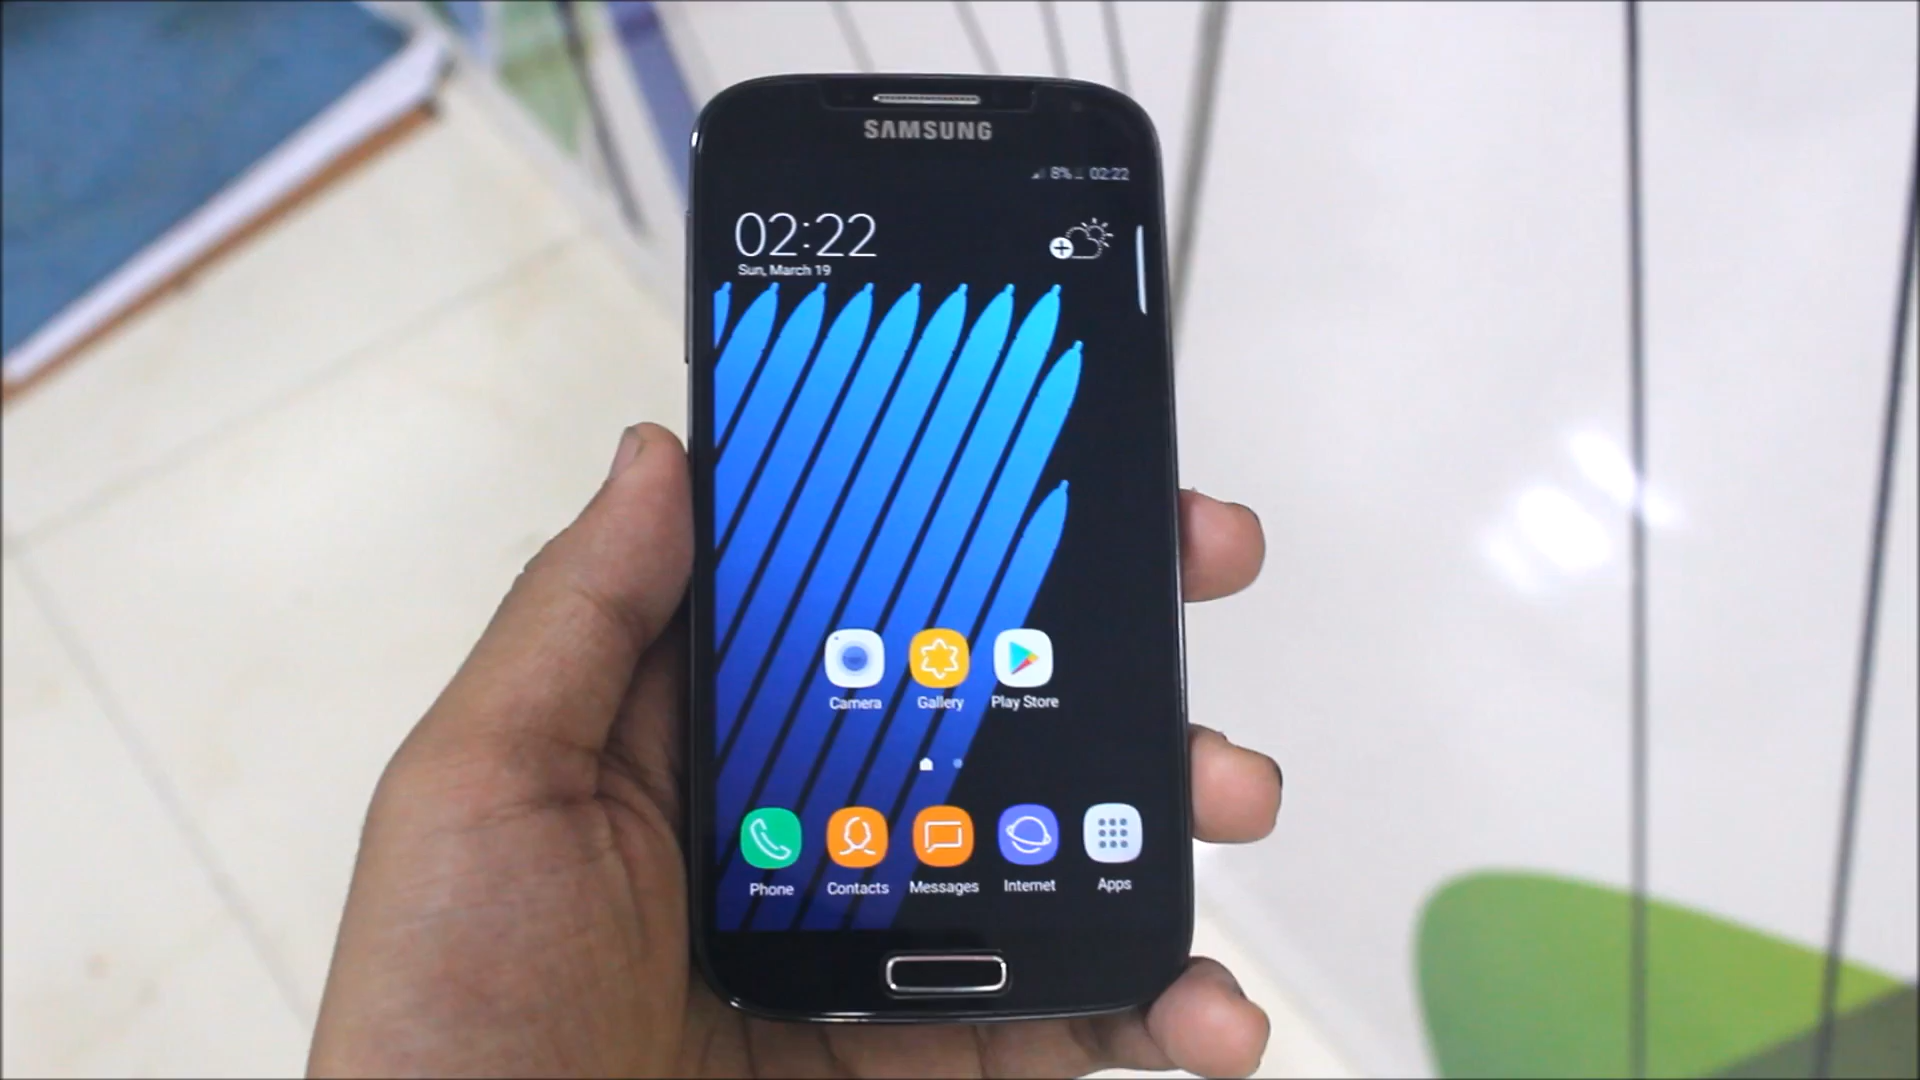 SAMSUNG
8% 02:22
02:22
Sun, March 19
Camera Gallery Play Store
Phone Contacts Messages Internet Apps